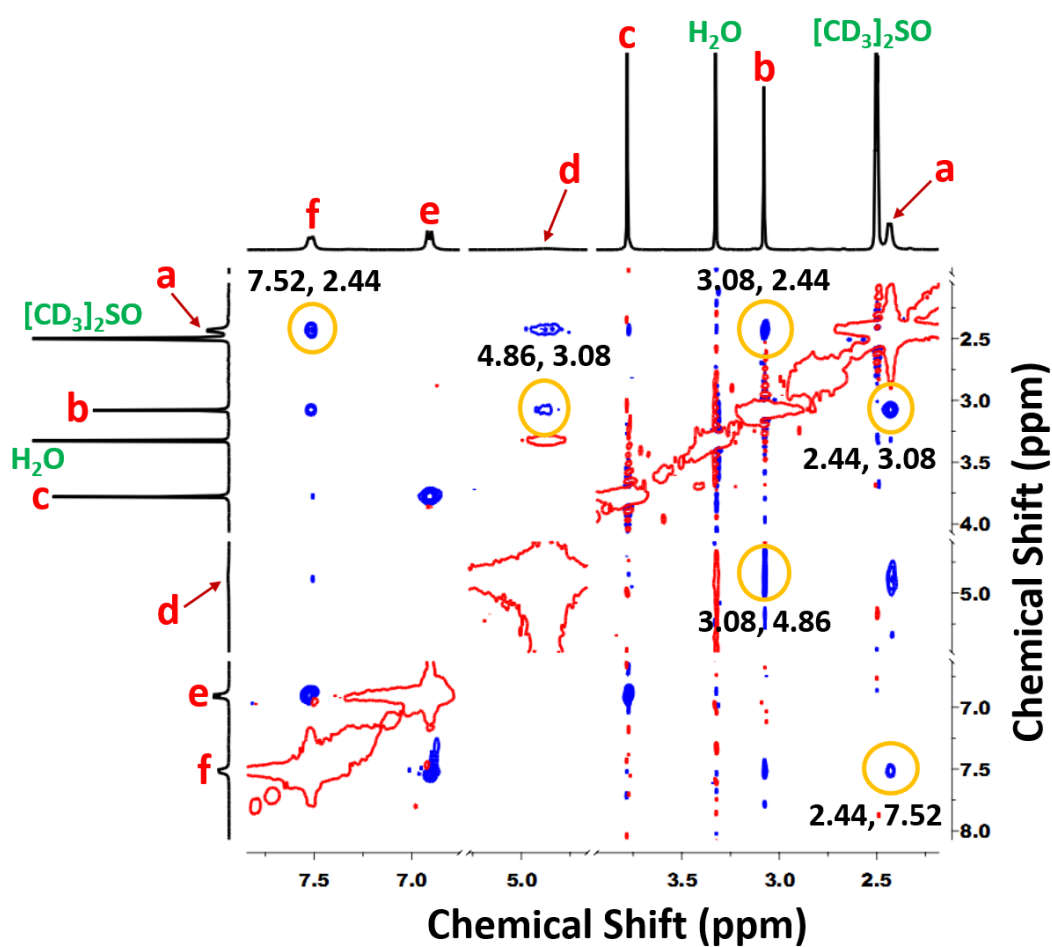 c
H₂O
[CD₃]₂SO
b
a
d
f
e
7.52, 2.44
3.08, 2.44
a
[CD₃]₂SO
4.86, 3.08
b
H₂O
2.44, 3.08
c
d
3.08, 4.86
e
f
2.44, 7.52
2.5
3.0
3.5
4.0
5.0
7.0
7.5
8.0
Chemical Shift (ppm)
7.5
7.0
5.0
3.5
3.0
2.5
Chemical Shift (ppm)